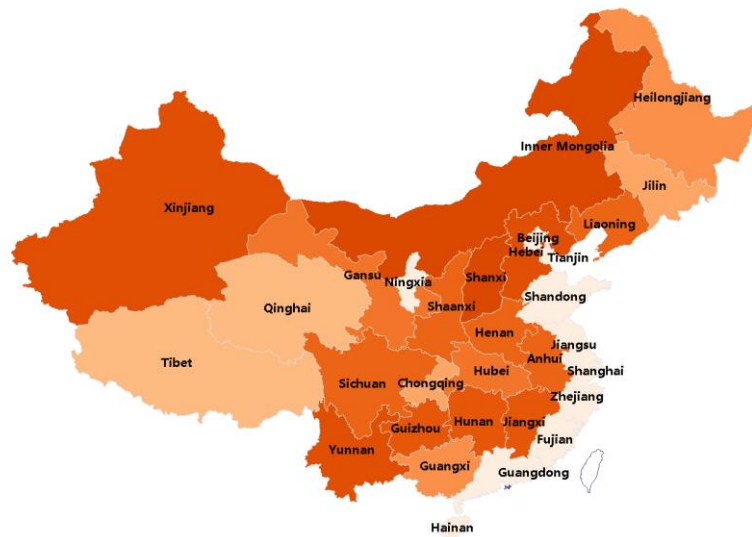 Heilongjiang
Inner Mongolia
Jilin
Xinjiang
Liaoning
Beijing
Hebei
Tianjin
Gansu
Ningxia
Shanxi
Shandong
Qinghai
Shaanxi
Henan
Jiangsu
Anhui
Tibet
Hubei
Shanghai
Sichuan
Chongqing
Zhejiang
Guizhou
Hunan
Jiangxi
Fujian
Yunnan
Guangxi
Guangdong
Hainan